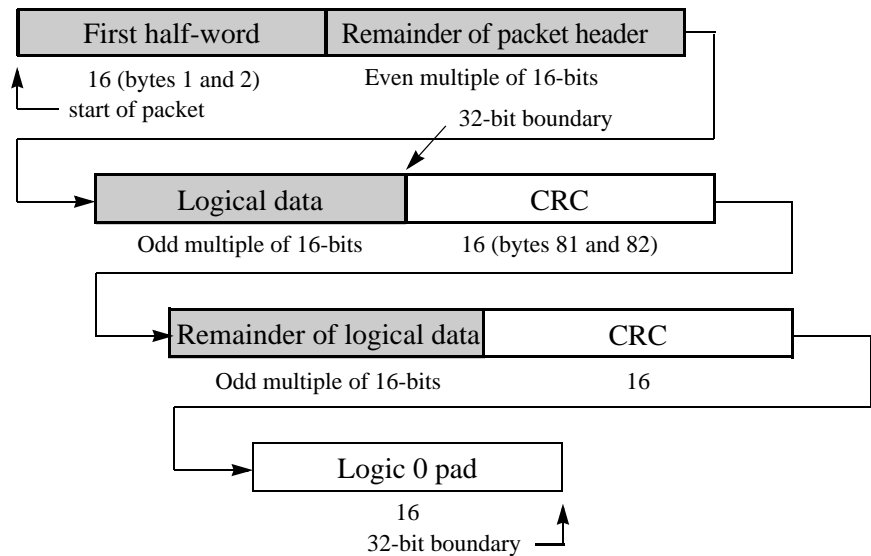 First half-word
Remainder of packet header
16 (bytes 1 and 2)
Even multiple of 16-bits
start of packet
32-bit boundary
Logical data
CRC
Odd multiple of 16-bits
16 (bytes 81 and 82)
Remainder of logical data
CRC
Odd multiple of 16-bits
16
Logic 0 pad
16
32-bit boundary